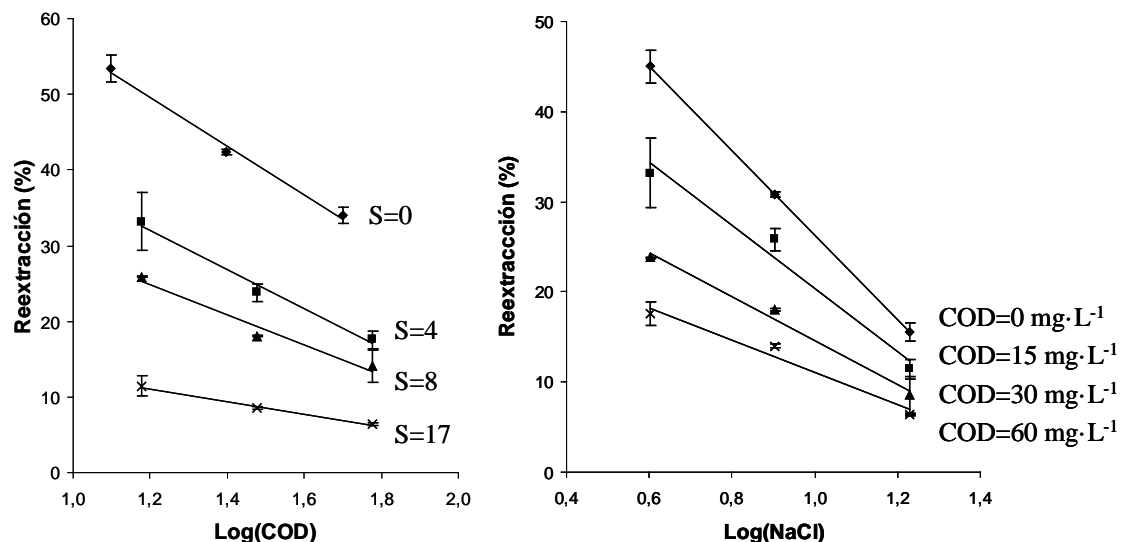 60
50
40
30
20
10
0
Reextracción (%)
1,0 1,2 1,4 1,6 1,8 2,0
Log(COD)
S=0
S=4
S=8
S=17
50
40
30
20
10
0
Reextraccción (%)
0,4 0,6 0,8 1,0 1,2 1,4
Log(NaCl)
COD=0 mg·L-1
COD=15 mg·L-1
COD=30 mg·L-1
COD=60 mg·L-1